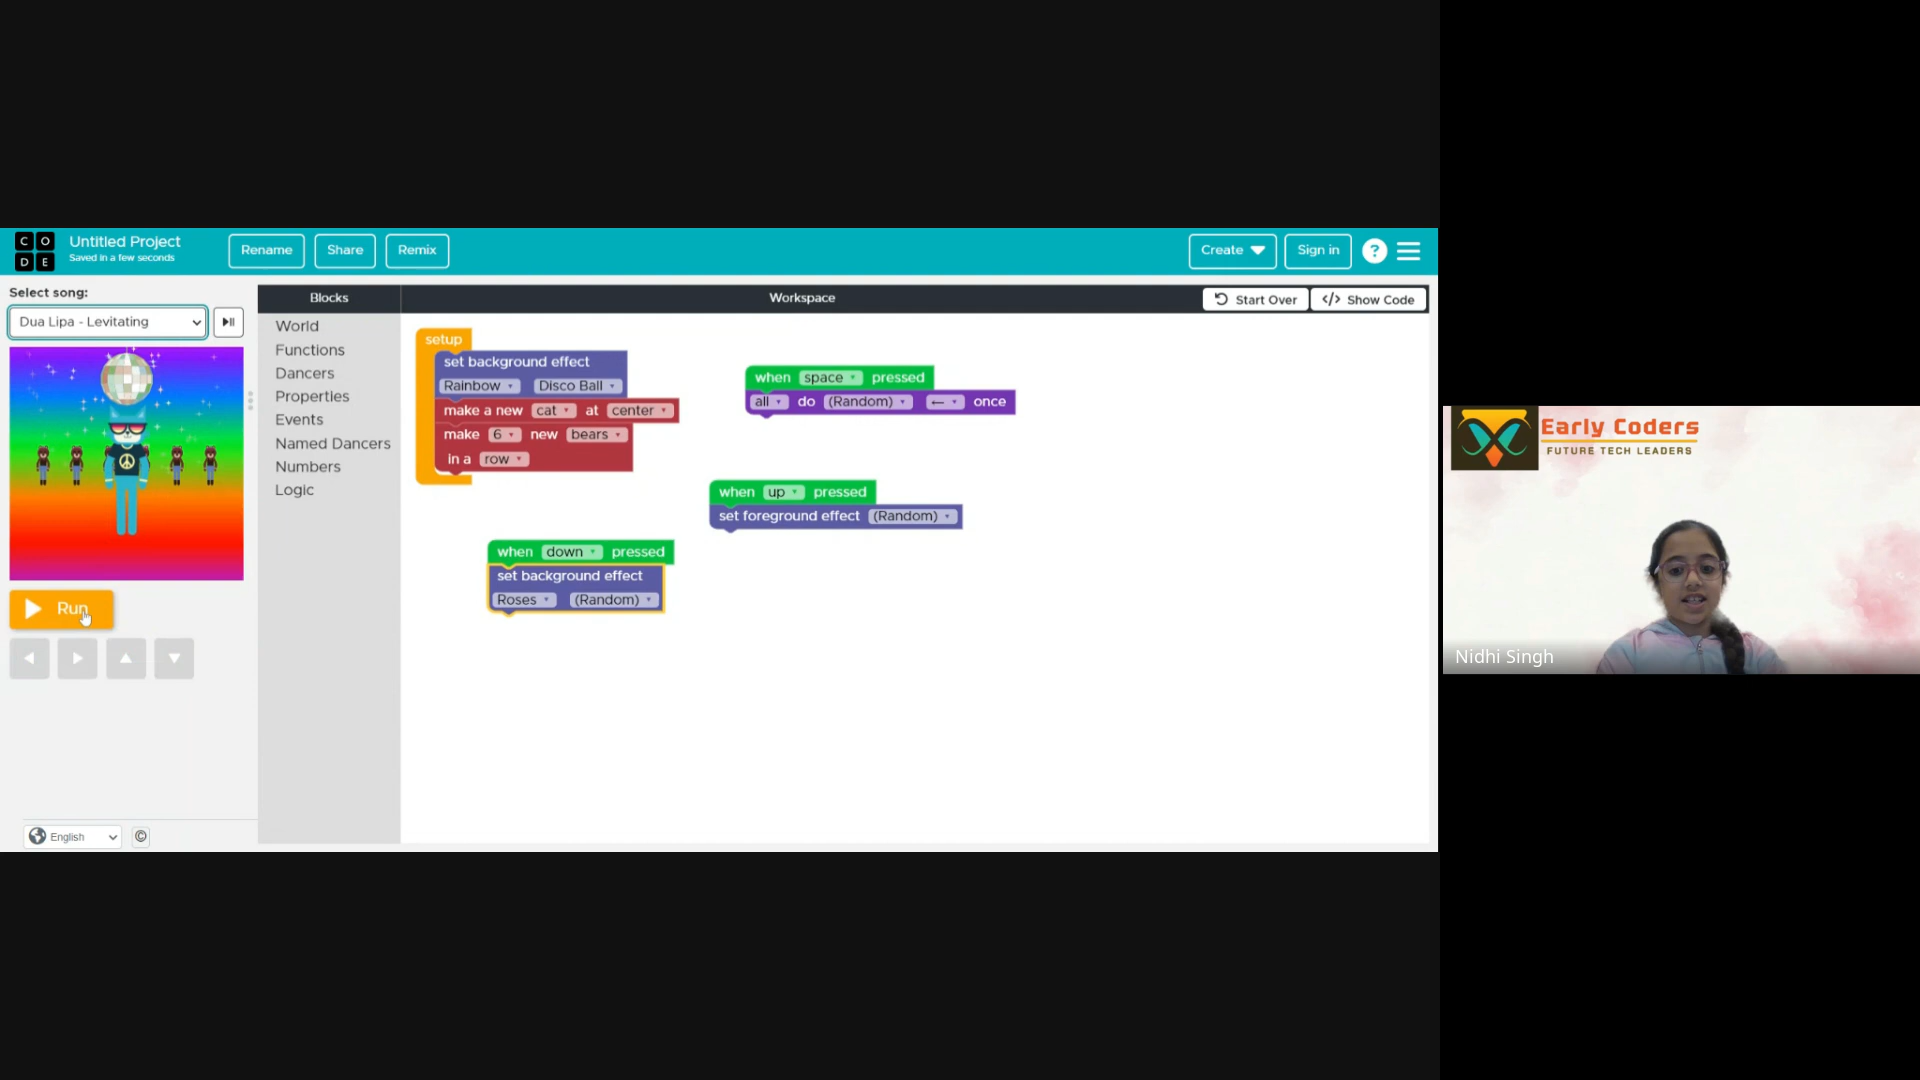 C O
D E
Untitled Project
Saved in a few seconds
Rename
Share
Remix
Create
Sign in
?
Select song:
Dua Lipa - Levitating
Blocks
Workspace
Start Over
</> Show Code
World
Functions
Dancers
Properties
Events
Named Dancers
Numbers
Logic
setup
set background effect
Rainbow Disco Ball
make a new cat at center
make 6 new bears
in a row
when space pressed
all do (Random) ← once
when up pressed
set foreground effect (Random)
when down pressed
set background effect
Roses (Random)
Run
English
©
Early Coders
FUTURE TECH LEADERS
Nidhi Singh